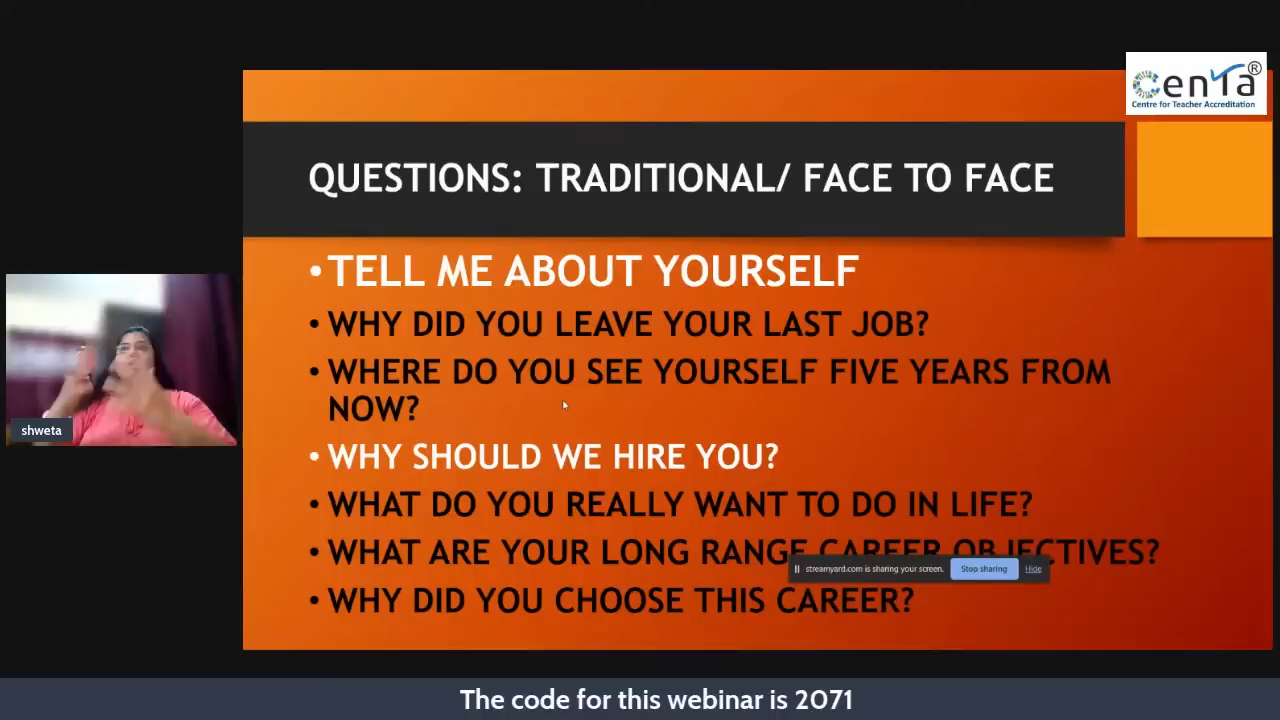 CenTa®
Centre for Teacher Accreditation
QUESTIONS: TRADITIONAL/ FACE TO FACE
•TELL ME ABOUT YOURSELF
• WHY DID YOU LEAVE YOUR LAST JOB?
• WHERE DO YOU SEE YOURSELF FIVE YEARS FROM
NOW?
• WHY SHOULD WE HIRE YOU?
• WHAT DO YOU REALLY WANT TO DO IN LIFE?
• WHAT ARE YOUR LONG RANGE CAREER OBJECTIVES?
streamyard.com is sharing your screen. Stop sharing Hide
• WHY DID YOU CHOOSE THIS CAREER?
shweta
The code for this webinar is 2071